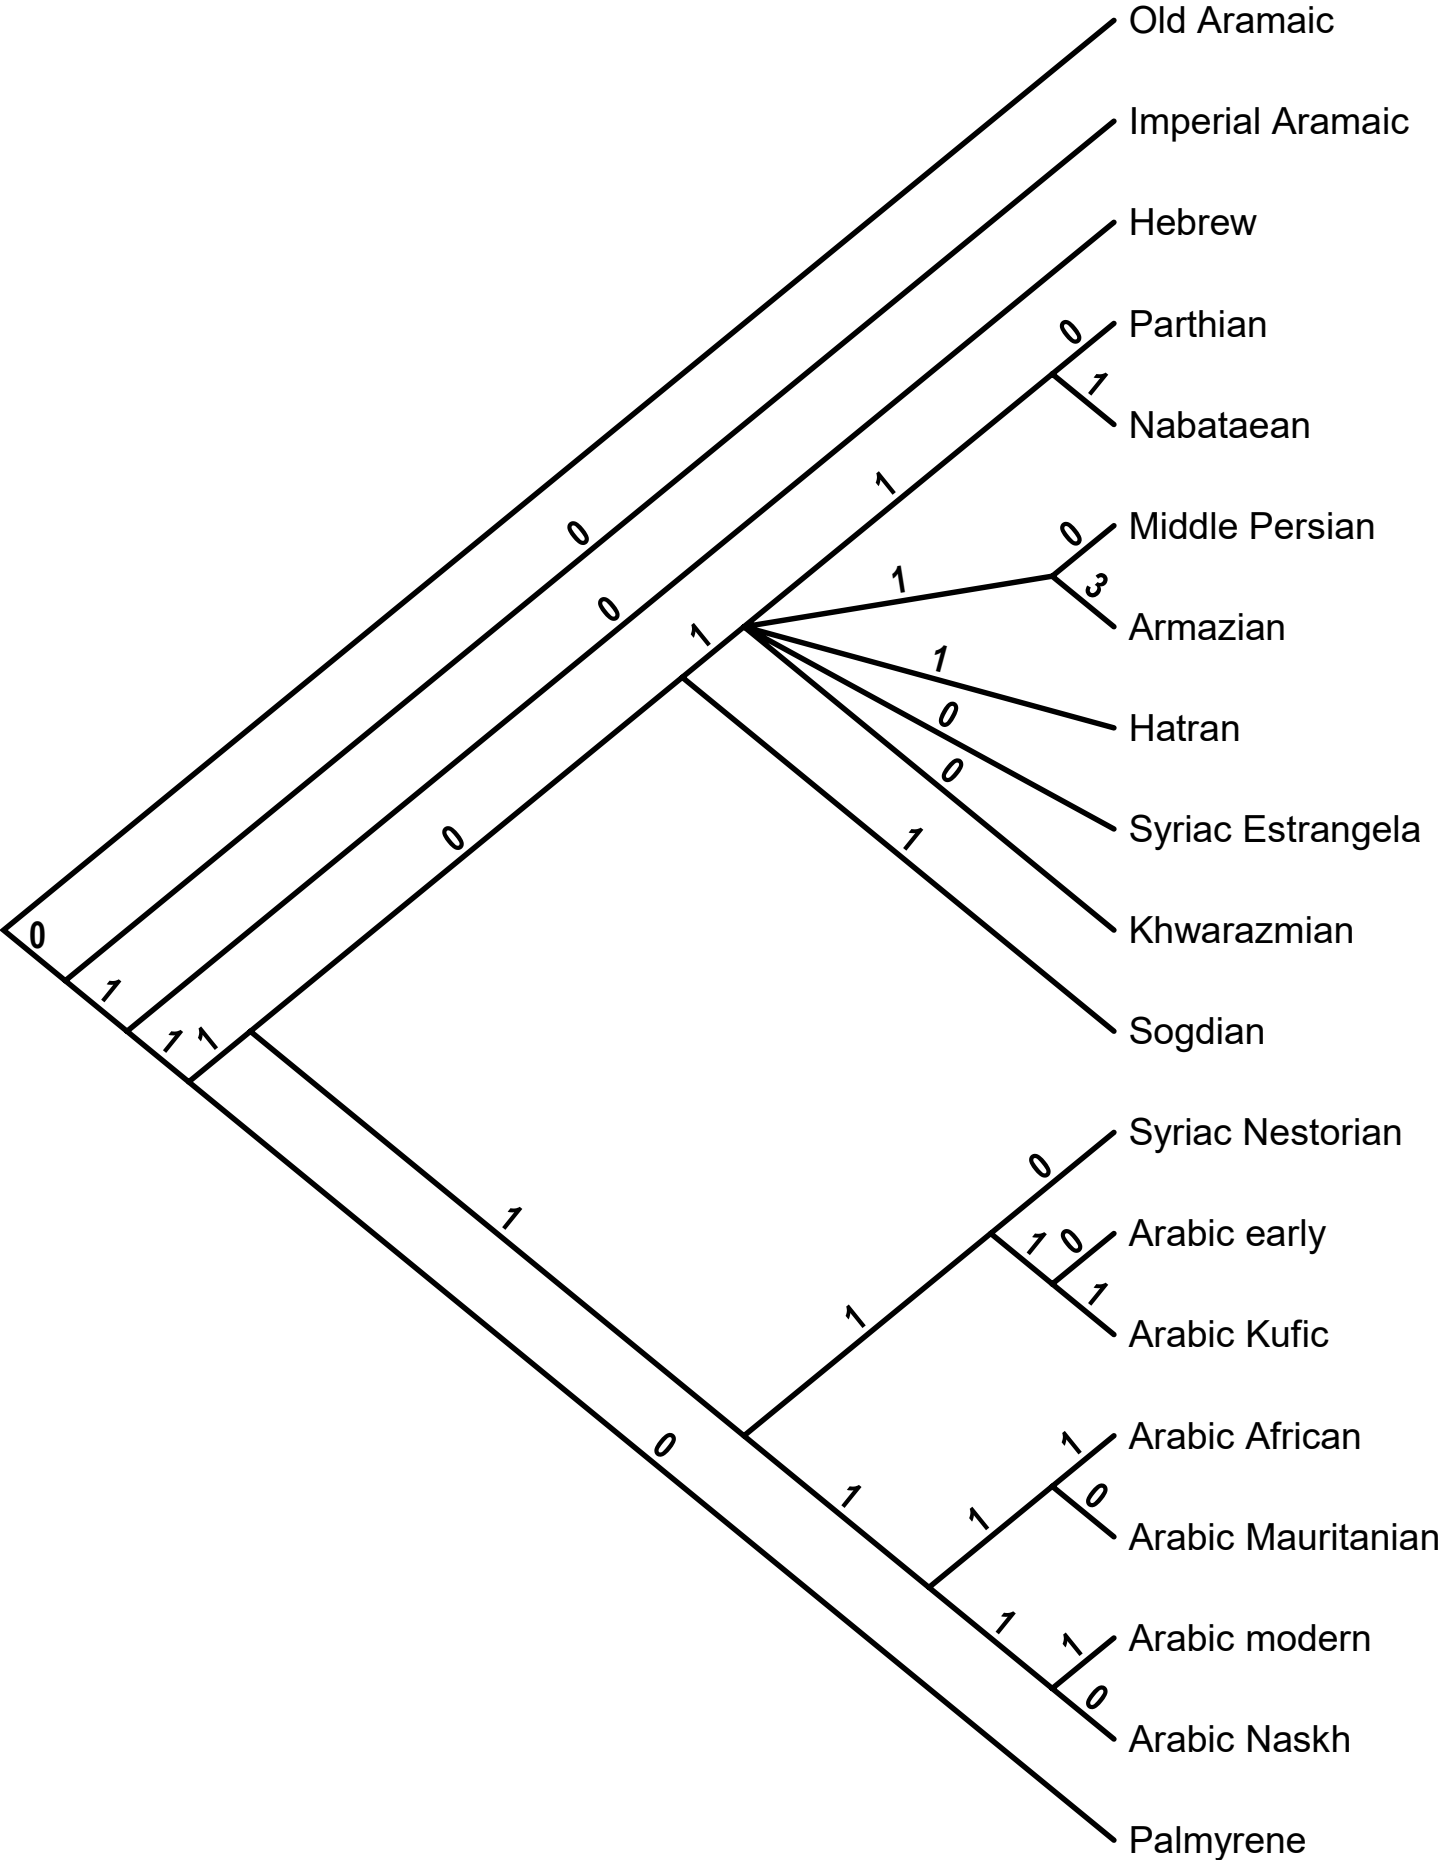 Old Aramaic
Imperial Aramaic
Hebrew
0
Parthian
1
Nabataean
1
0
Middle Persian
0
1
3
0
Armazian
1
1
Hatran
0
0
Syriac Estrangela
0
1
Khwarazmian
0
1
Sogdian
1 1
Syriac Nestorian
0
1
Arabic early
1 0
1
1
Arabic Kufic
1
Arabic African
0
1
0
1
Arabic Mauritanian
1
1
Arabic modern
0
Arabic Naskh
Palmyrene